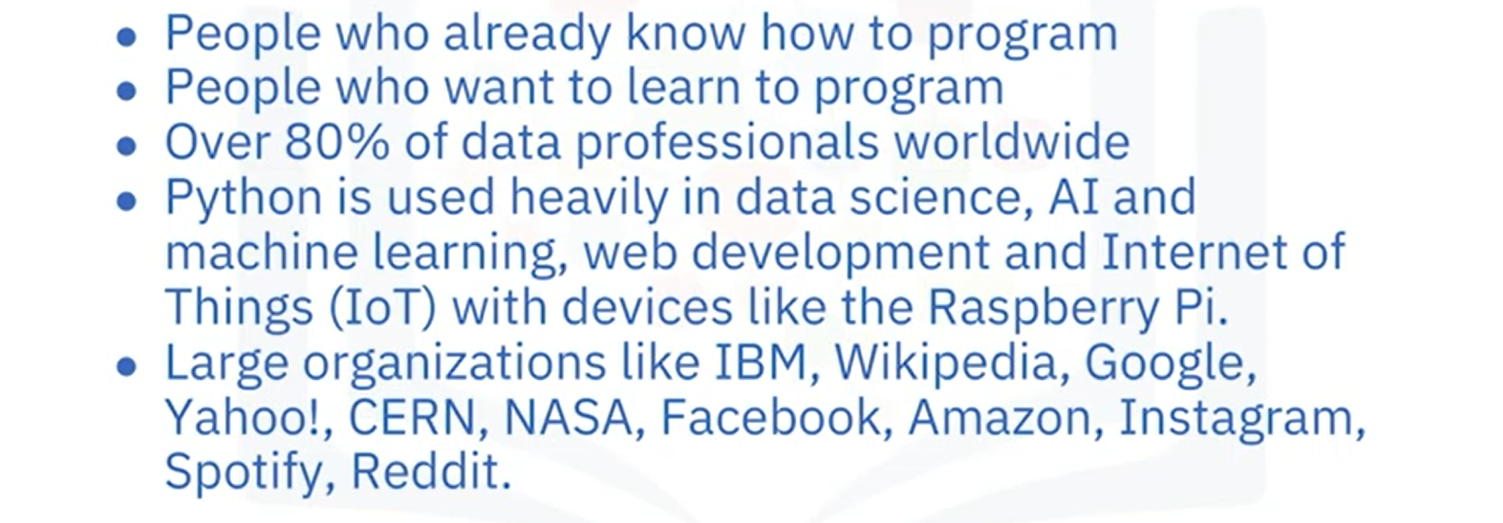 • People who already know how to program
• People who want to learn to program
• Over 80% of data professionals worldwide
• Python is used heavily in data science, AI and
machine learning, web development and Internet of
Things (IoT) with devices like the Raspberry Pi.
• Large organizations like IBM, Wikipedia, Google,
Yahoo!, CERN, NASA, Facebook, Amazon, Instagram,
Spotify, Reddit.